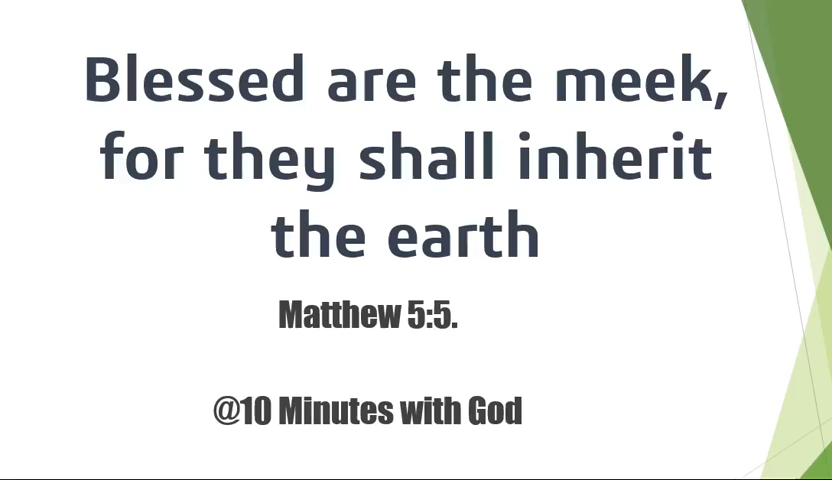 Blessed are the meek,
for they shall inherit
the earth
Matthew 5:5.
@10 Minutes with God